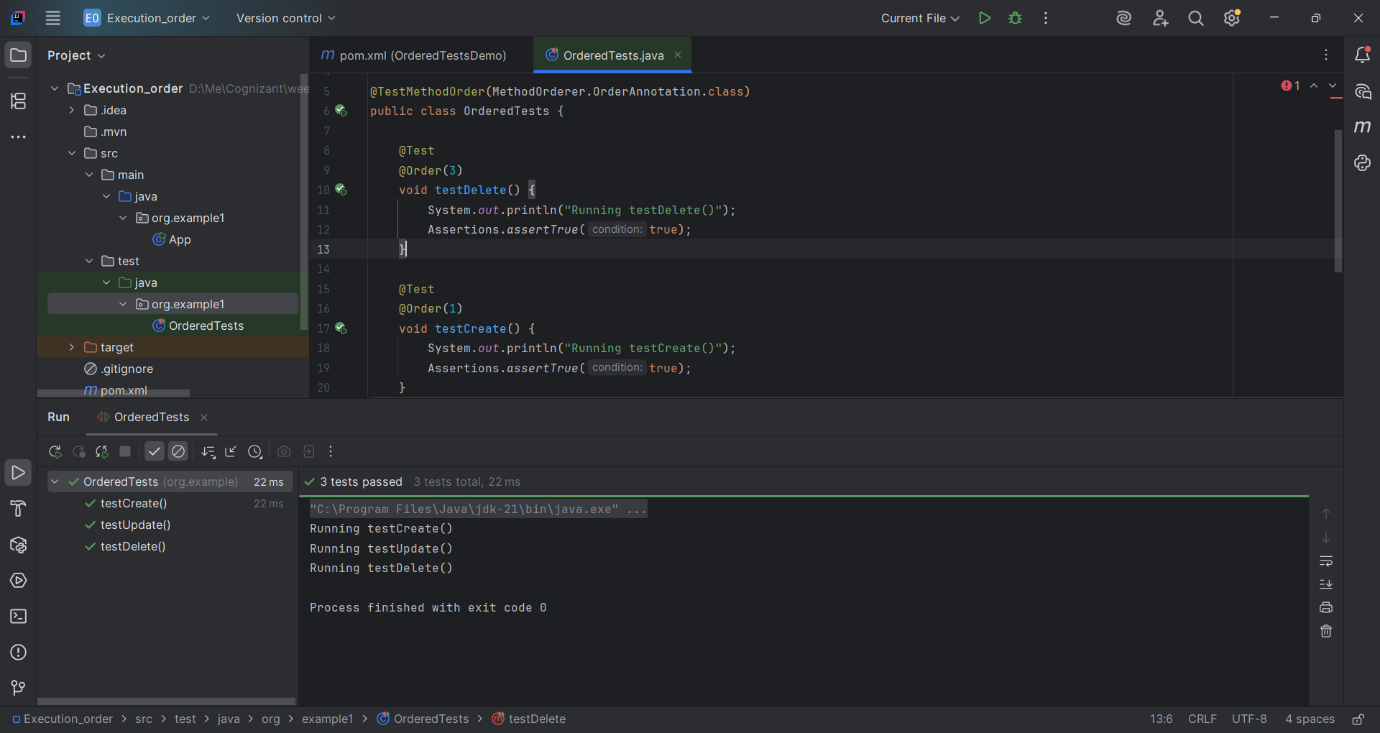 EO Execution_order Version control Current File
Project
pom.xml (OrderedTestsDemo) OrderedTests.java
Execution_order D:\Me\Cognizant\wee
.idea
.mvn
src
main
java
org.example1
App
test
java
org.example1
OrderedTests
target
.gitignore
pom.xml
1
5 @TestMethodOrder(MethodOrderer.OrderAnnotation.class)
6 public class OrderedTests {
7
8 @Test
9 @Order(3)
10 void testDelete() {
11 System.out.println("Running testDelete()");
12 Assertions.assertTrue( condition: true);
13 }
14
15 @Test
16 @Order(1)
17 void testCreate() {
18 System.out.println("Running testCreate()");
19 Assertions.assertTrue( condition: true);
20 }
Run OrderedTests
OrderedTests (org.example) 22 ms
testCreate() 22 ms
testUpdate()
testDelete()
3 tests passed 3 tests total, 22 ms
"C:\Program Files\Java\jdk-21\bin\java.exe" ...
Running testCreate()
Running testUpdate()
Running testDelete()
Process finished with exit code 0
Execution_order > src > test > java > org > example1 > OrderedTests > testDelete
13:6 CRLF UTF-8 4 spaces